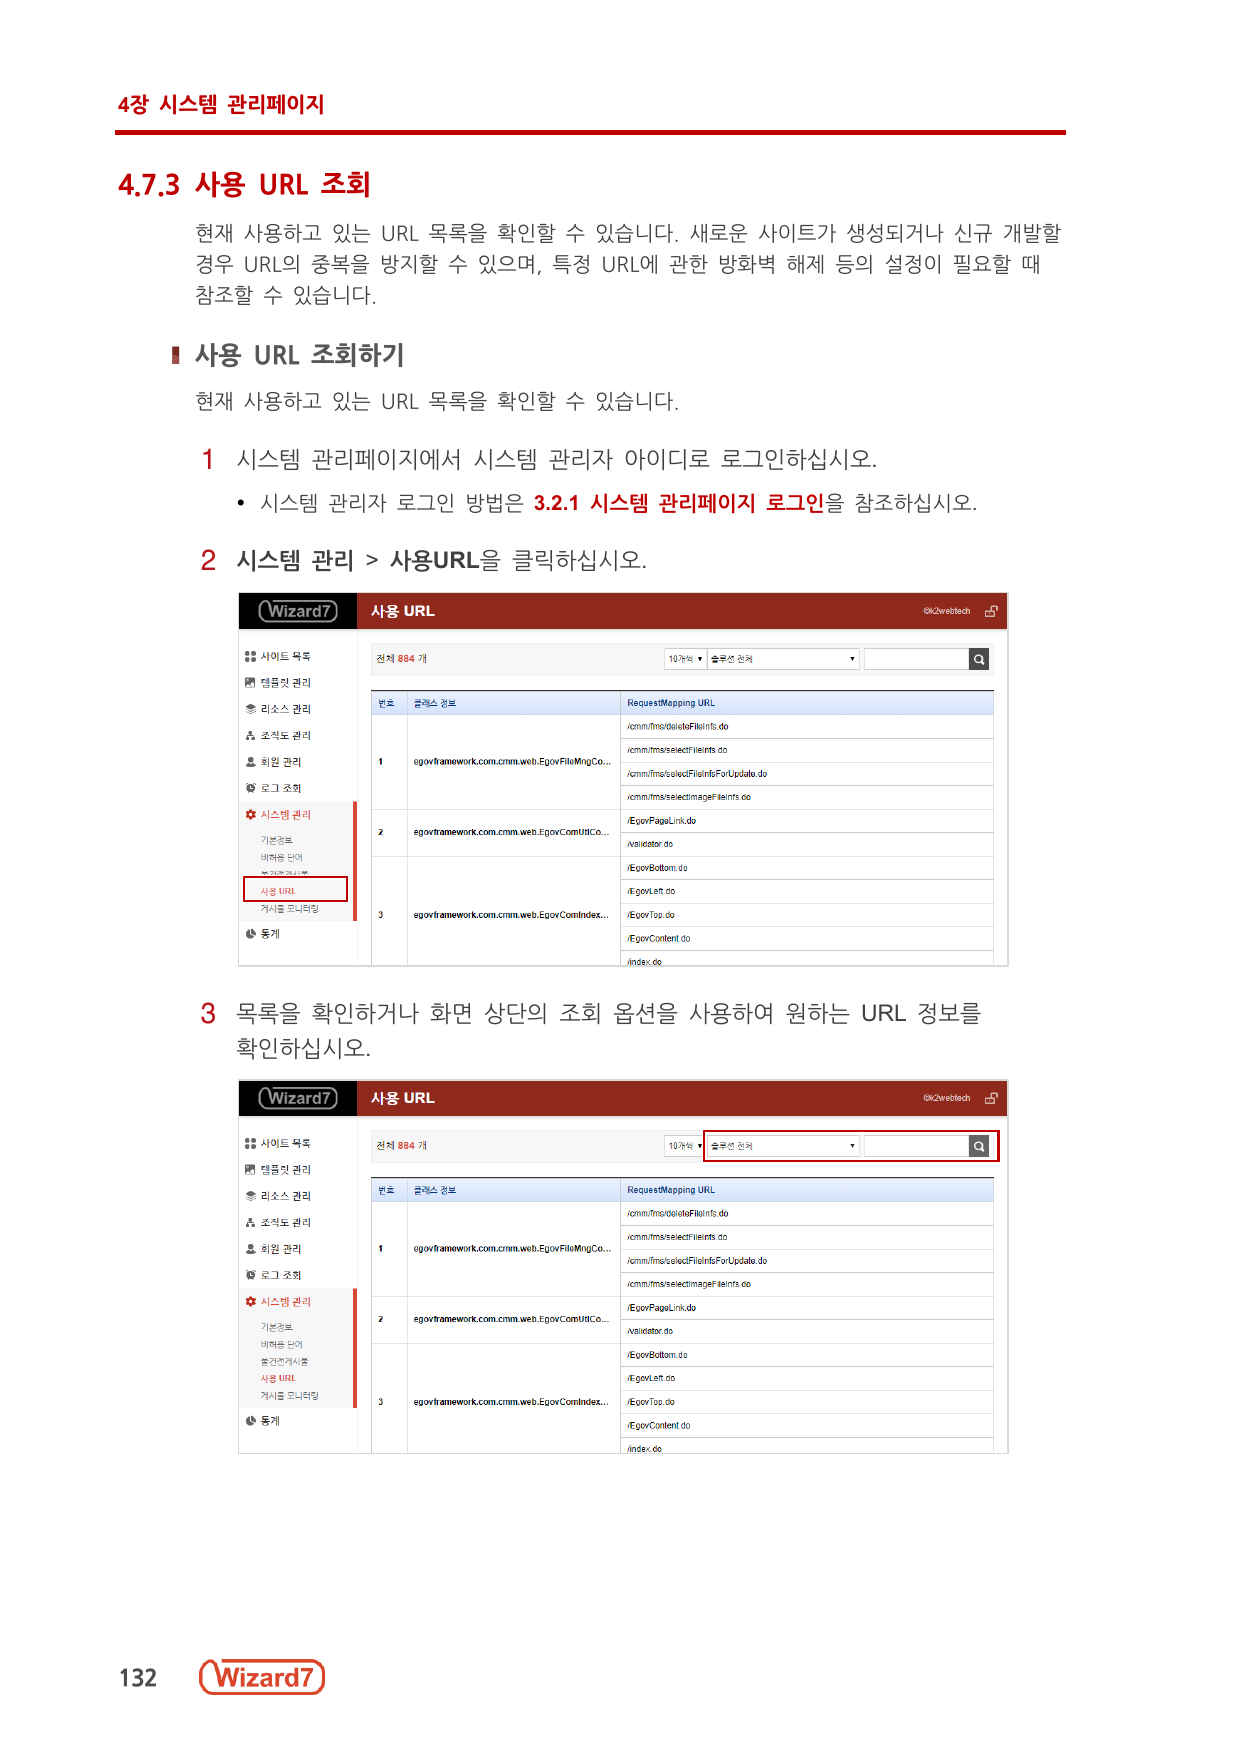 4장 시스템 관리페이지
4.7.3 사용 URL 조회
현재 사용하고 있는 URL 목록을 확인할 수 있습니다. 새로운 사이트가 생성되거나 신규 개발할
경우 URL의 중복을 방지할 수 있으며, 특정 URL에 관한 방화벽 해제 등의 설정이 필요할 때
참조할 수 있습니다.
사용 URL 조회하기
현재 사용하고 있는 URL 목록을 확인할 수 있습니다.
1 시스템 관리페이지에서 시스템 관리자 아이디로 로그인하십시오.
• 시스템 관리자 로그인 방법은 3.2.1 시스템 관리페이지 로그인을 참조하십시오.
2 시스템 관리 > 사용URL을 클릭하십시오.
Wizard7 사용 URL @k2webtech
사이트 목록
템플릿 관리
리소스 관리
조직도 관리
회원 관리
로그 조회
시스템 관리
기본정보
비허용 단어
불건전게시물
사용 URL
게시글 모니터링
통계
전체 884 개 10개씩 솔루션 전체
번호 클래스 정보 RequestMapping URL
1 egovframework.com.cmm.web.EgovFileMngCo...
/cmm/fms/deleteFileInfs.do
/cmm/fms/selectFileInfs.do
/cmm/fms/selectFileInfsForUpdate.do
/cmm/fms/selectImageFileInfs.do
2 egovframework.com.cmm.web.EgovComUtlCo...
/EgovPageLink.do
/validator.do
3 egovframework.com.cmm.web.EgovComIndex...
/EgovBottom.do
/EgovLeft.do
/EgovTop.do
/EgovContent.do
/index.do
3 목록을 확인하거나 화면 상단의 조회 옵션을 사용하여 원하는 URL 정보를
확인하십시오.
Wizard7 사용 URL @k2webtech
사이트 목록
템플릿 관리
리소스 관리
조직도 관리
회원 관리
로그 조회
시스템 관리
기본정보
비허용 단어
불건전게시물
사용 URL
게시글 모니터링
통계
전체 884 개 10개씩 솔루션 전체
번호 클래스 정보 RequestMapping URL
1 egovframework.com.cmm.web.EgovFileMngCo...
/cmm/fms/deleteFileInfs.do
/cmm/fms/selectFileInfs.do
/cmm/fms/selectFileInfsForUpdate.do
/cmm/fms/selectImageFileInfs.do
2 egovframework.com.cmm.web.EgovComUtlCo...
/EgovPageLink.do
/validator.do
3 egovframework.com.cmm.web.EgovComIndex...
/EgovBottom.do
/EgovLeft.do
/EgovTop.do
/EgovContent.do
/index.do
132 Wizard7